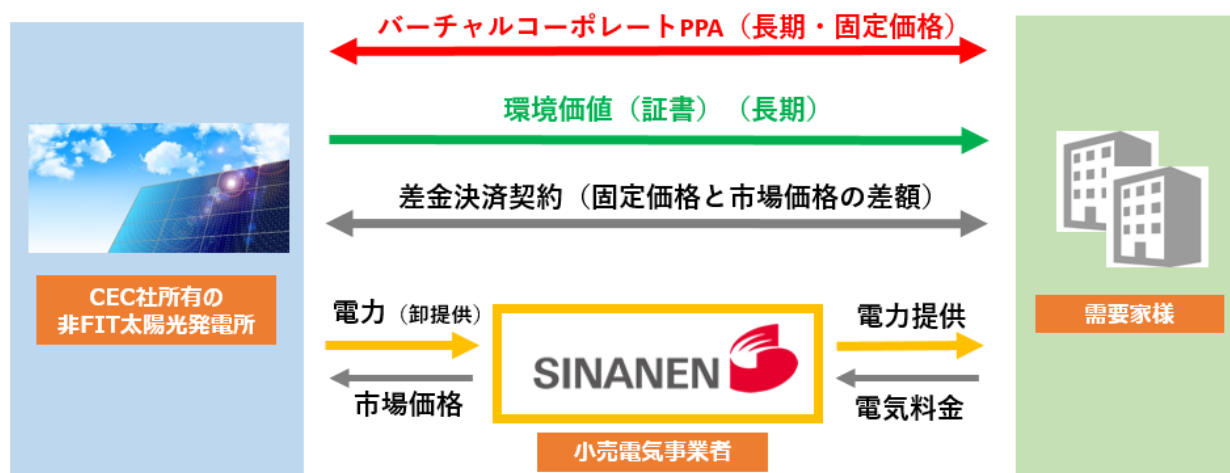 バーチャルコーポレートPPA（長期・固定価格）
環境価値（証書）（長期）
差金決済契約（固定価格と市場価格の差額）
CEC社所有の
非FIT太陽光発電所
需要家様
電力（卸提供）
電力提供
SINANEN
市場価格
電気料金
小売電気事業者